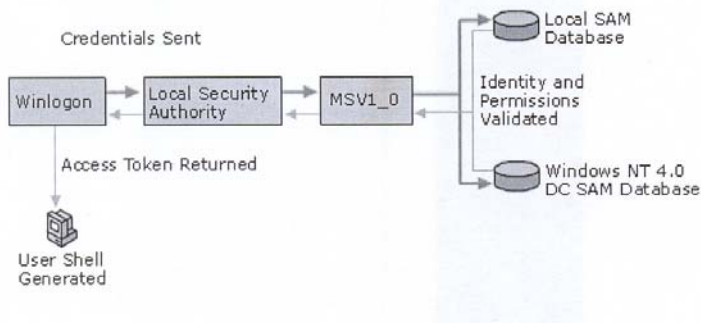 Credentials Sent
Local SAM
Database
Winlogon
Local Security
Authority
MSV1_0
Identity and
Permissions
Validated
Access Token Returned
Windows NT 4.0
DC SAM Database
User Shell
Generated